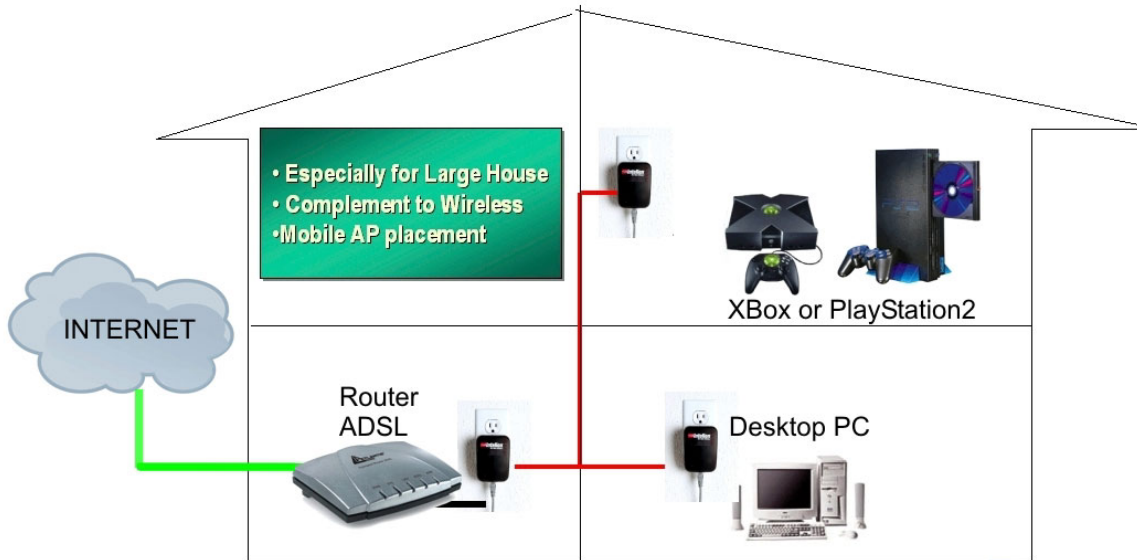 • Especially for Large House
• Complement to Wireless
•Mobile AP placement
INTERNET
XBox or PlayStation2
Router
ADSL
Desktop PC